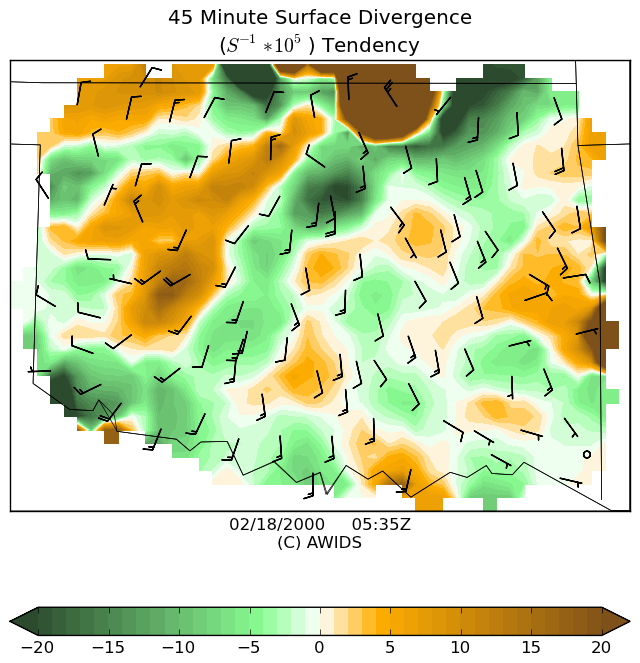 45 Minute Surface Divergence
(S⁻¹ *10⁵ ) Tendency
02/18/2000 05:35Z
(C) AWIDS
−20 −15 −10 −5 0 5 10 15 20